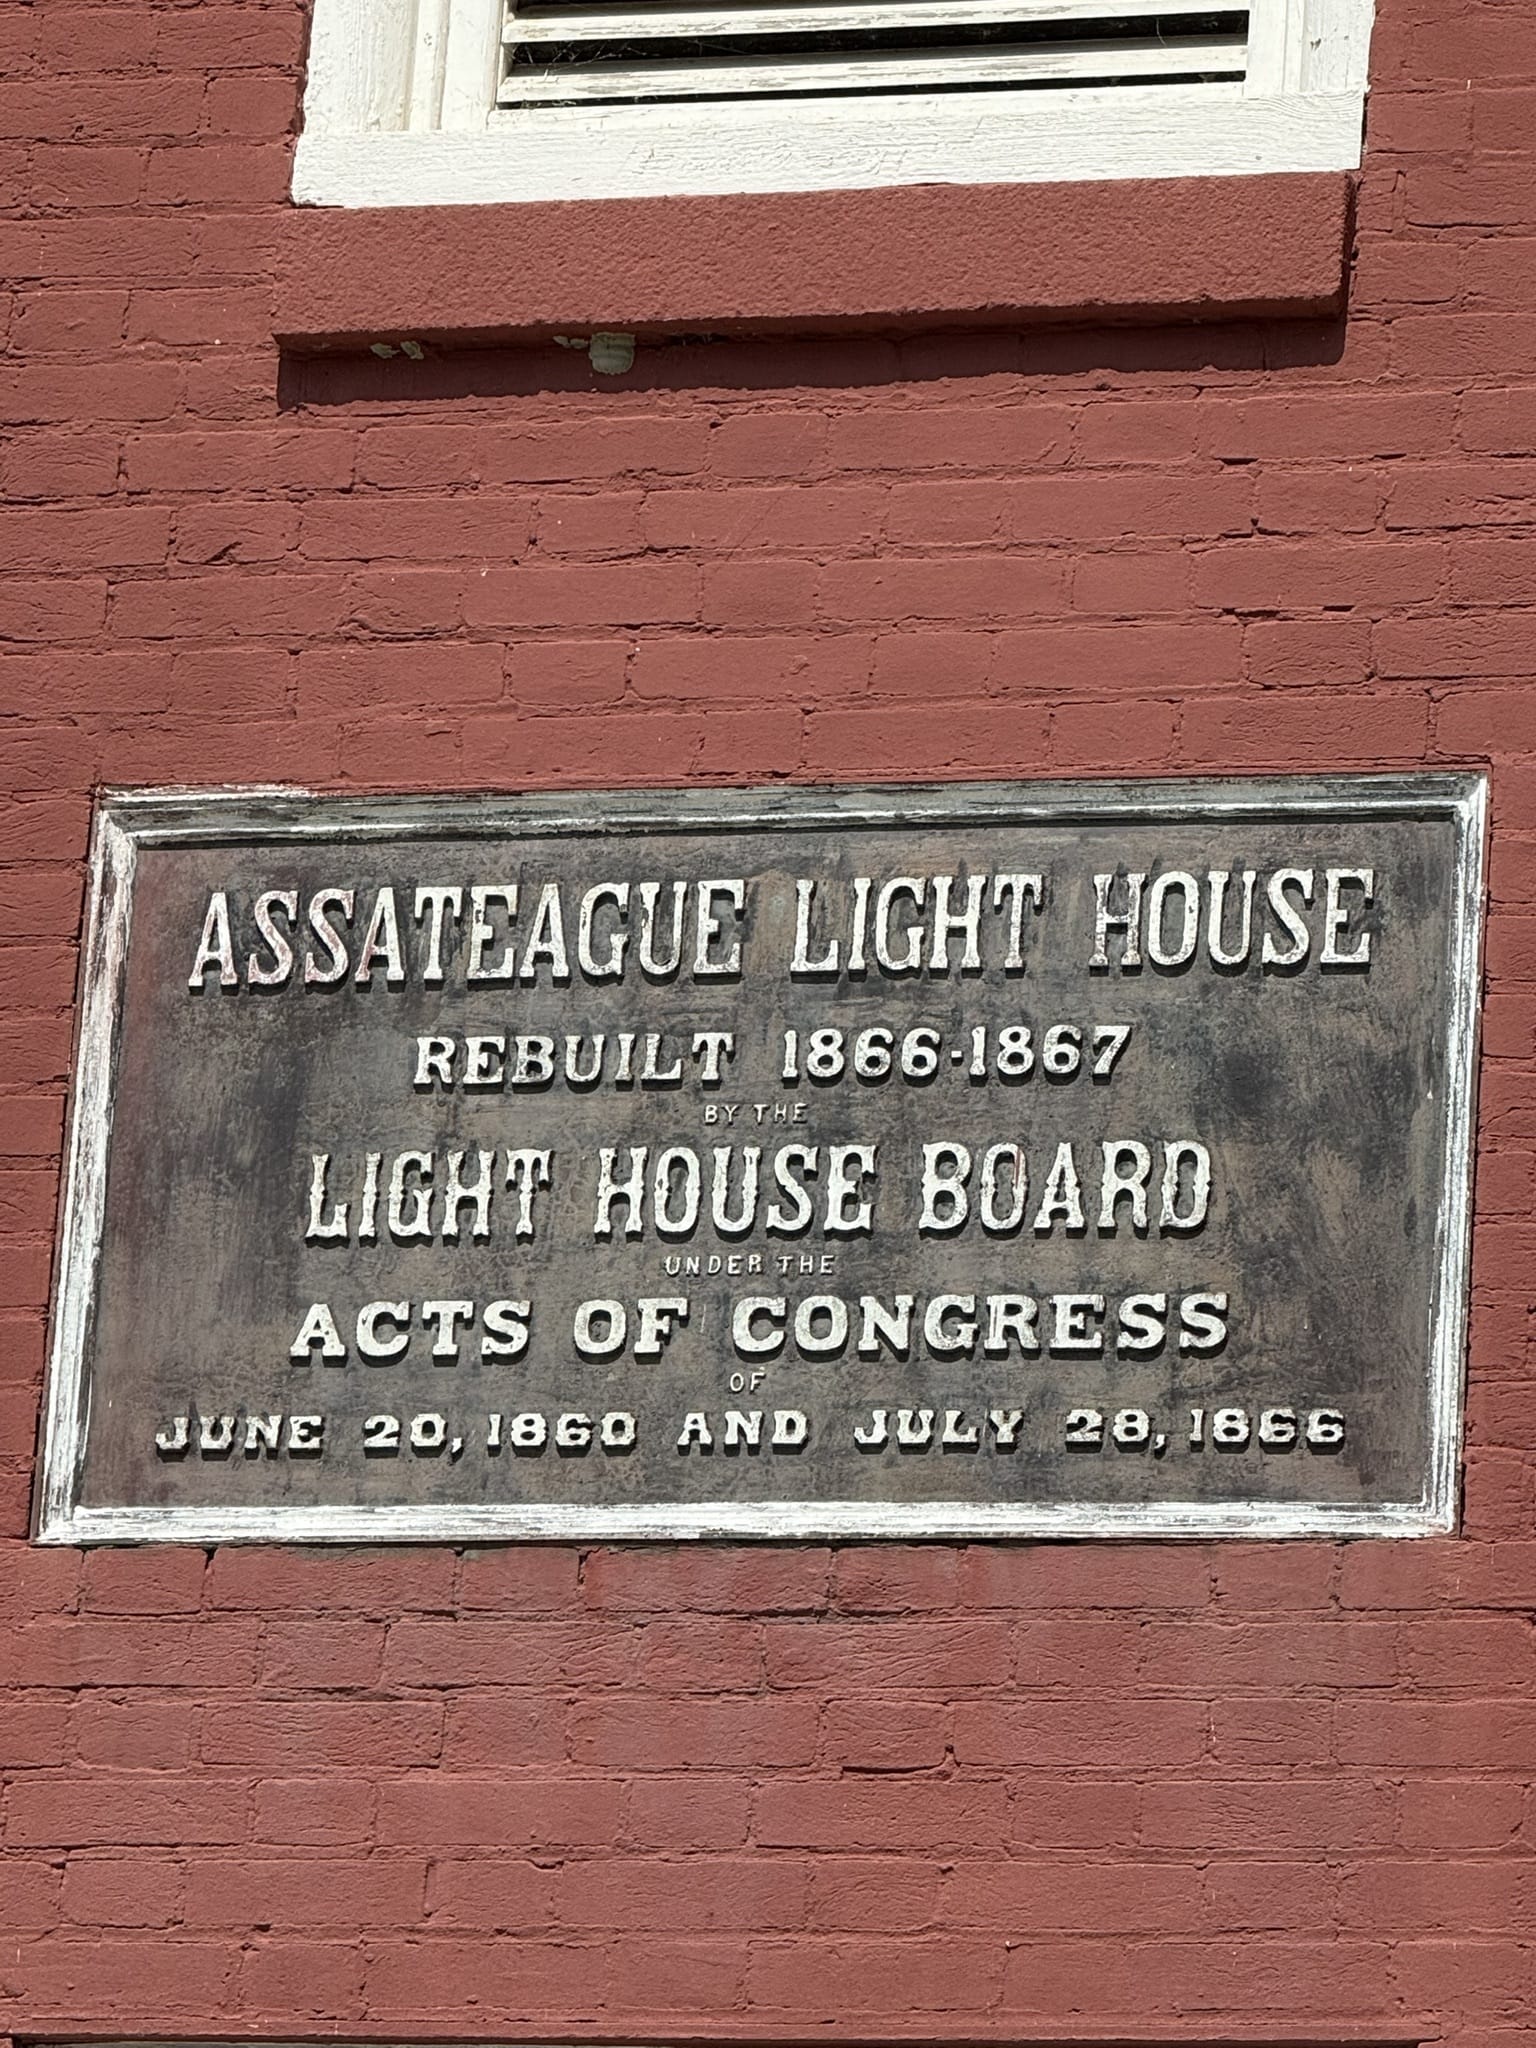 ASSATEAGUE LIGHT HOUSE
REBUILT 1866-1867
BY THE
LIGHT HOUSE BOARD
UNDER THE
ACTS OF CONGRESS
OF
JUNE 20, 1860 AND JULY 28, 1866